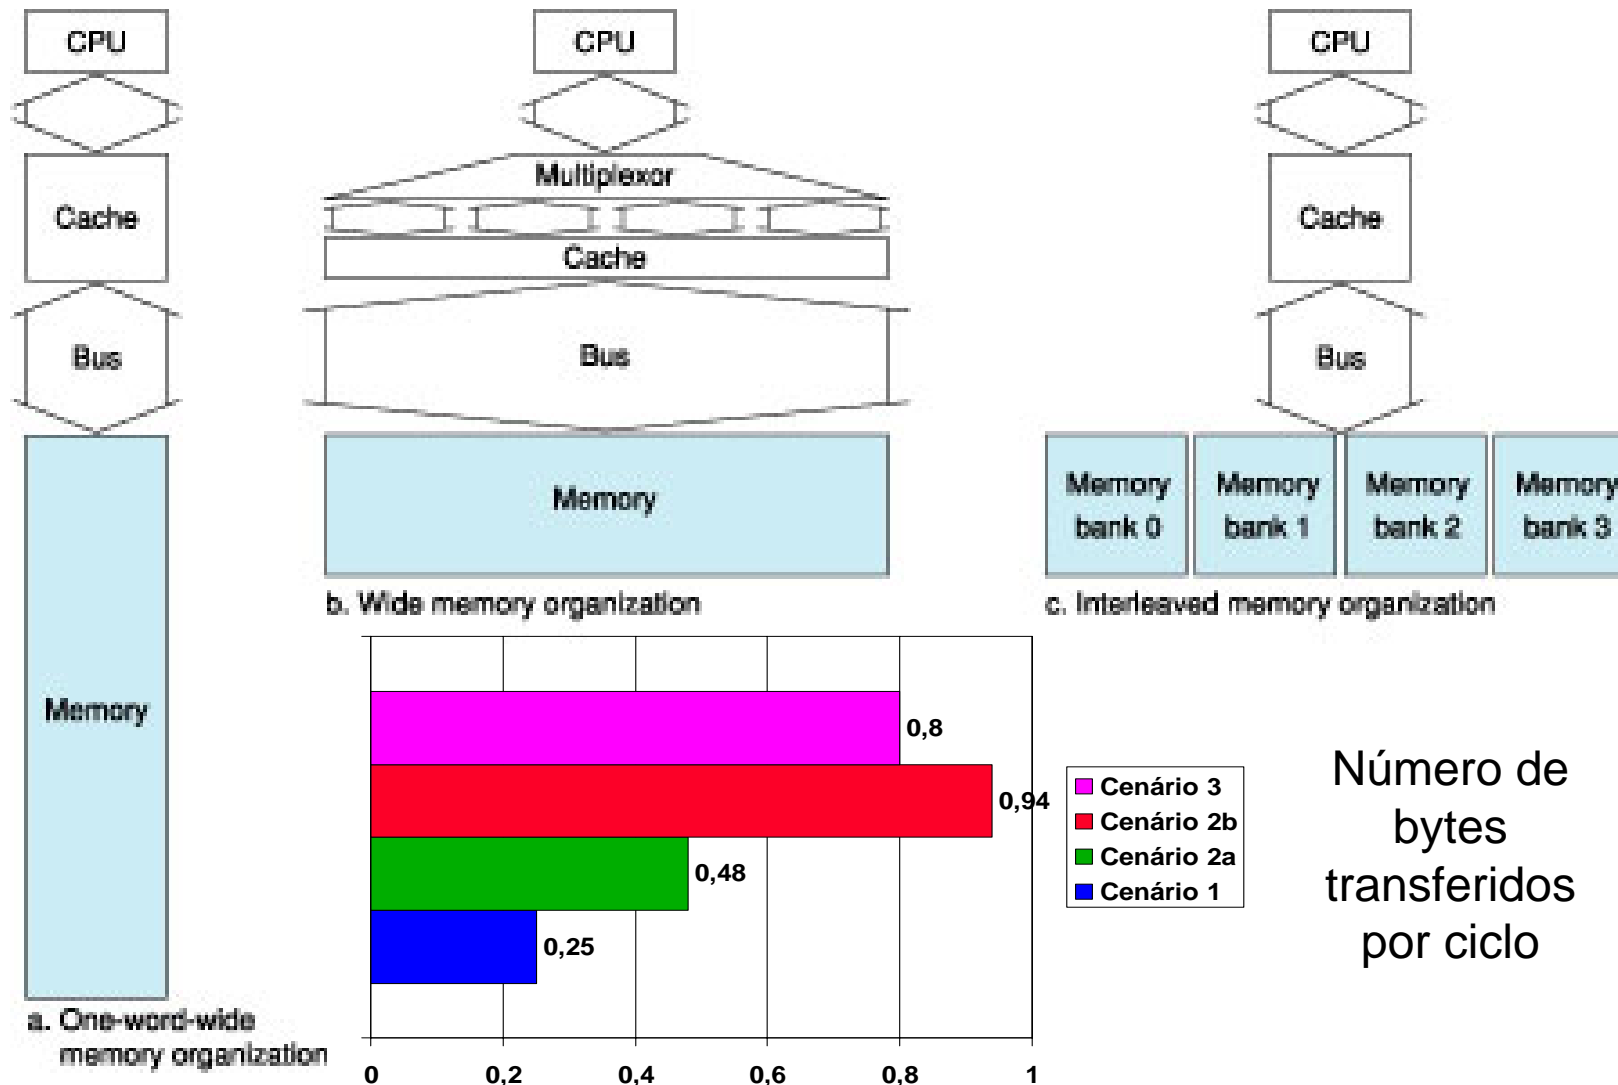 CPU
Cache
Bus
Memory
a. One-word-wide
memory organization
CPU
Multiplexor
Cache
Bus
Memory
b. Wide memory organization
CPU
Cache
Bus
Memory
bank 0
Memory
bank 1
Memory
bank 2
Memory
bank 3
c. Interleaved memory organization
0,8
0,94
0,48
0,25
0 0,2 0,4 0,6 0,8 1
Cenário 3
Cenário 2b
Cenário 2a
Cenário 1
Número de
bytes
transferidos
por ciclo